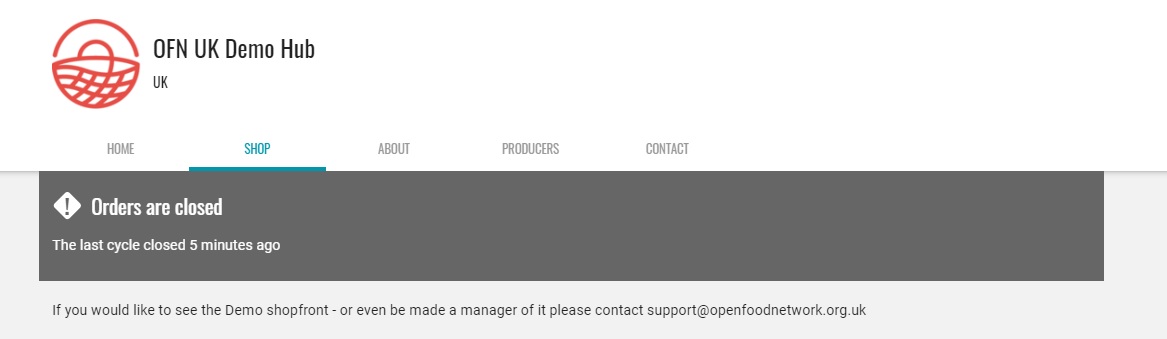 OFN UK Demo Hub
UK
HOME SHOP ABOUT PRODUCERS CONTACT
Orders are closed
The last cycle closed 5 minutes ago
If you would like to see the Demo shopfront - or even be made a manager of it please contact support@openfoodnetwork.org.uk